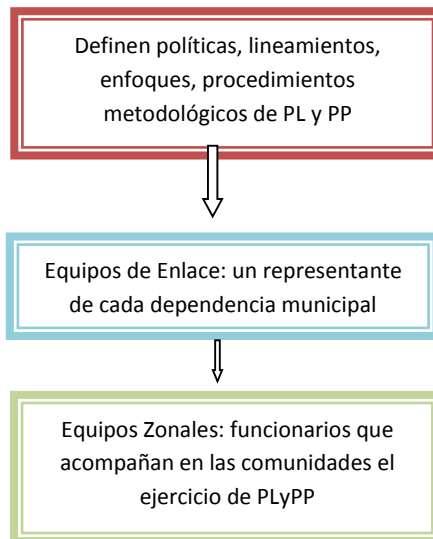 Definen políticas, lineamientos,
enfoques, procedimientos
metodológicos de PL y PP
Equipos de Enlace: un representante
de cada dependencia municipal
Equipos Zonales: funcionarios que
acompañan en las comunidades el
ejercicio de PLyPP